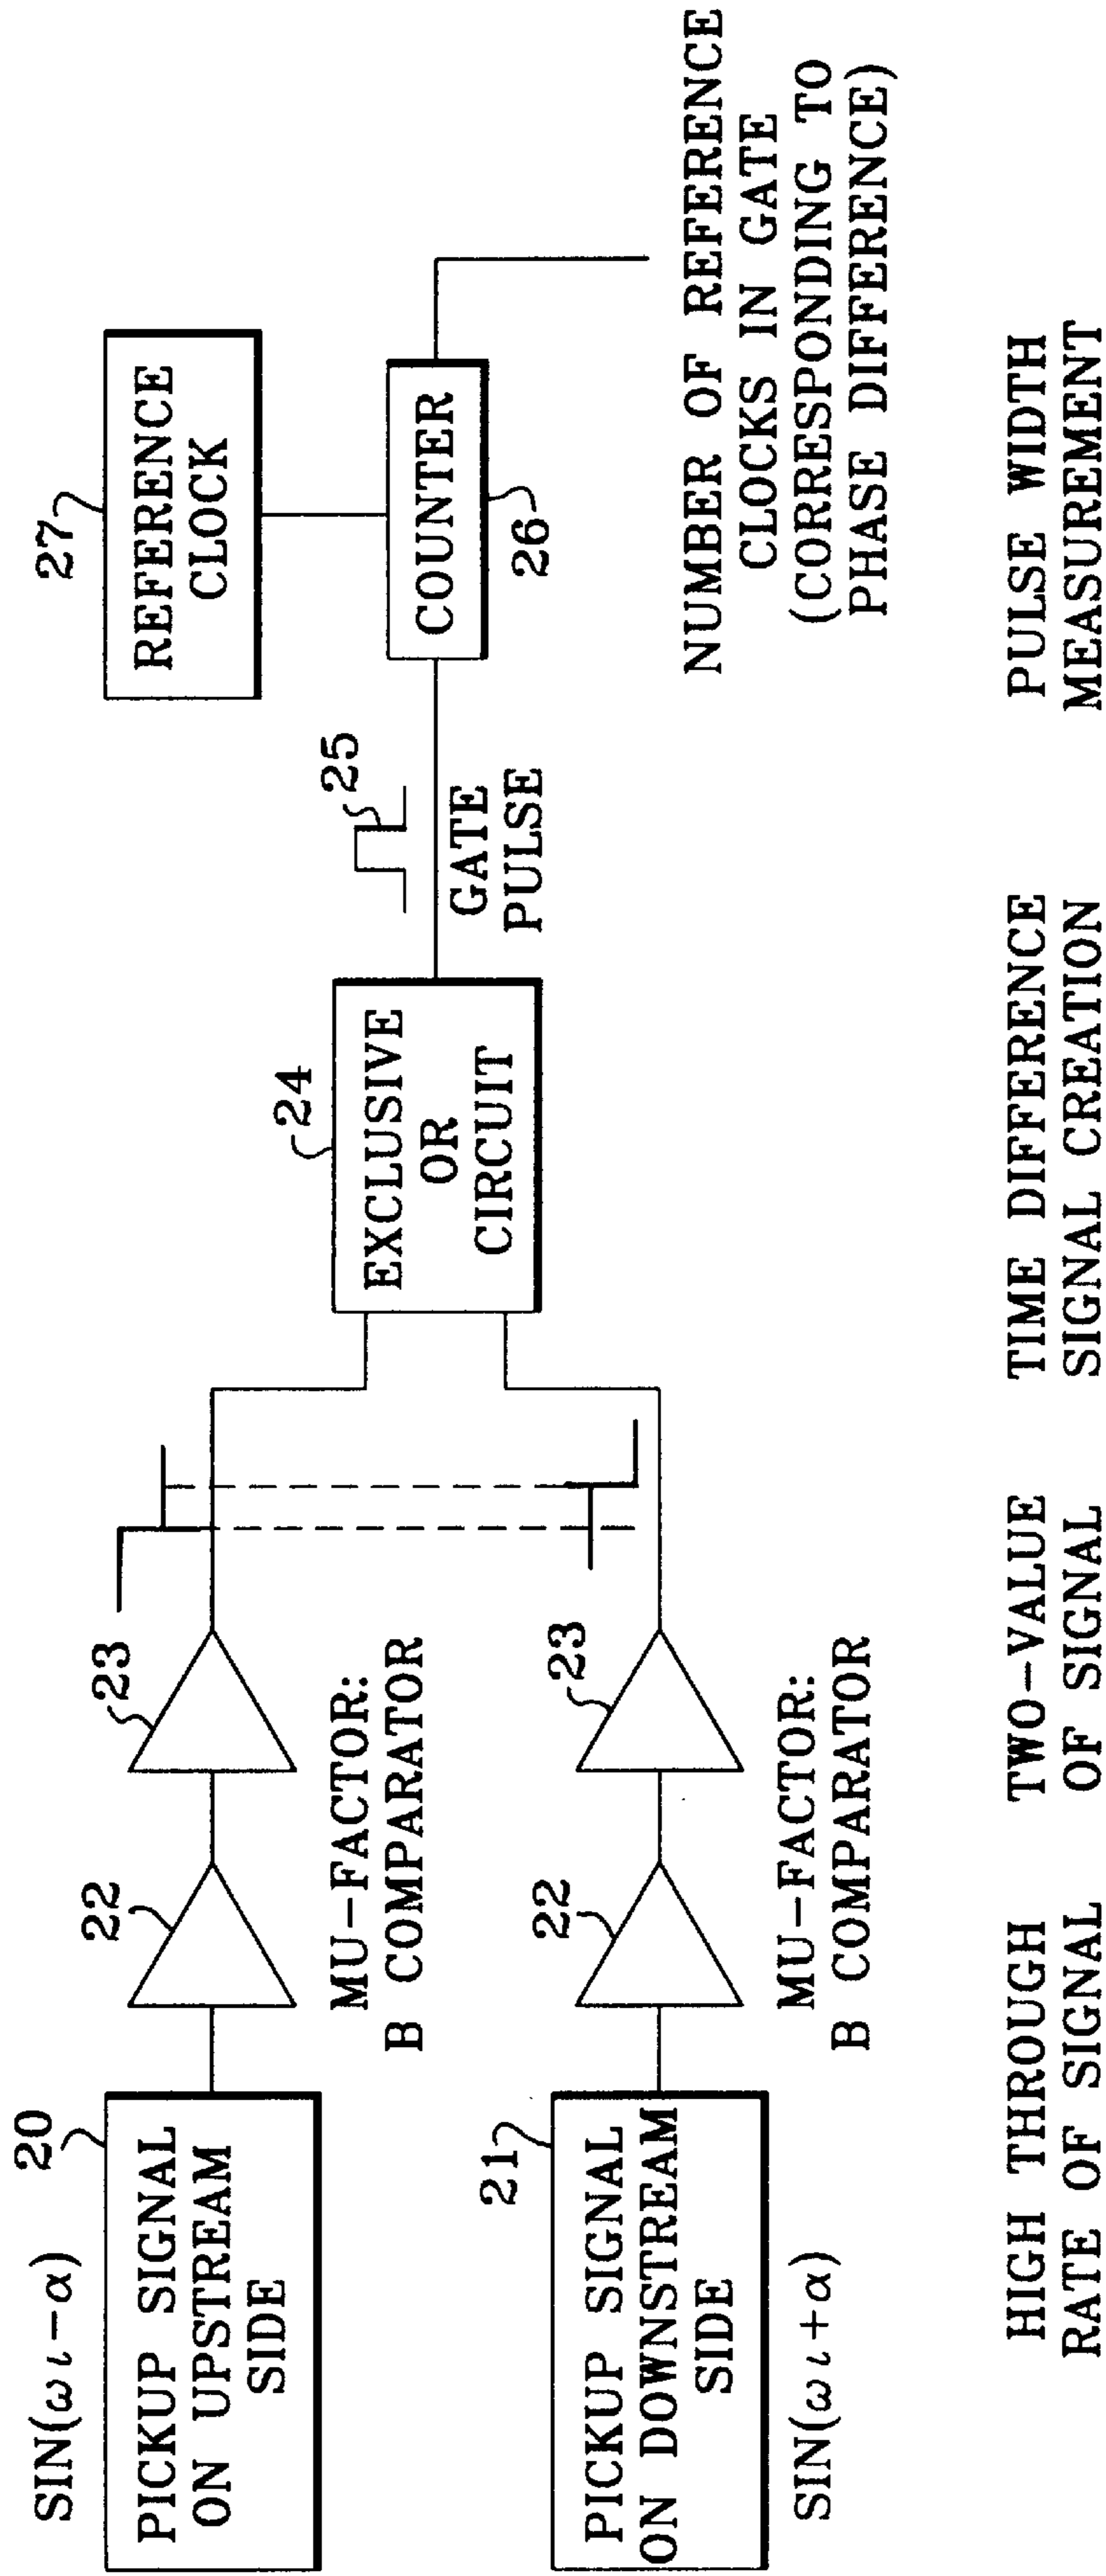 SIN(ωι−α)
20
PICKUP SIGNAL
ON UPSTREAM
SIDE
22
23
MU−FACTOR:
B COMPARATOR
21
PICKUP SIGNAL
ON DOWNSTREAM
SIDE
SIN(ωι+α)
22
23
MU−FACTOR:
B COMPARATOR
24
EXCLUSIVE
OR
CIRCUIT
25
GATE
PULSE
27
REFERENCE
CLOCK
COUNTER
26
NUMBER OF REFERENCE
CLOCKS IN GATE
(CORRESPONDING TO
PHASE DIFFERENCE)
HIGH THROUGH
RATE OF SIGNAL
TWO−VALUE
OF SIGNAL
TIME DIFFERENCE
SIGNAL CREATION
PULSE WIDTH
MEASUREMENT